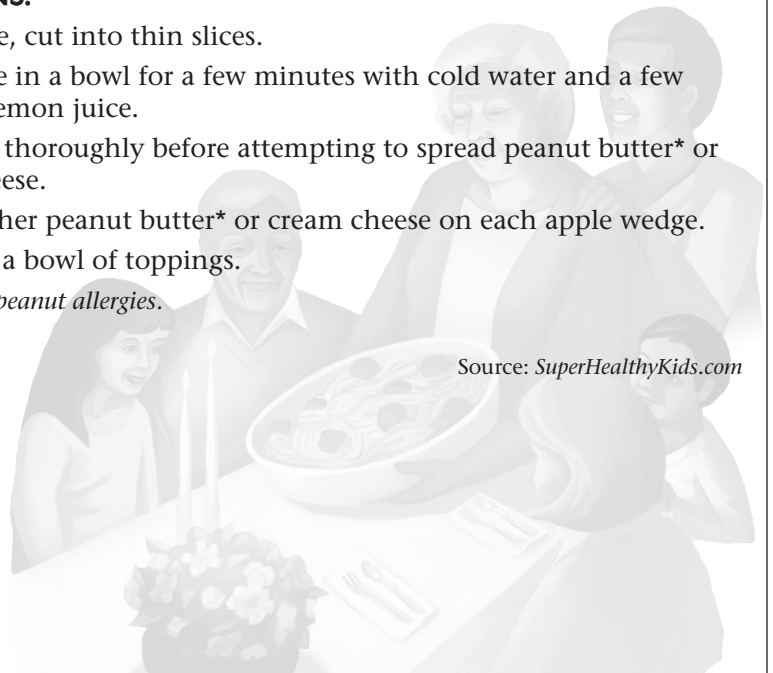 e, cut into thin slices.
e in a bowl for a few minutes with cold water and a few
emon juice.
thoroughly before attempting to spread peanut butter* or
ese.
her peanut butter* or cream cheese on each apple wedge.
a bowl of toppings.
peanut allergies.
Source: SuperHealthyKids.com